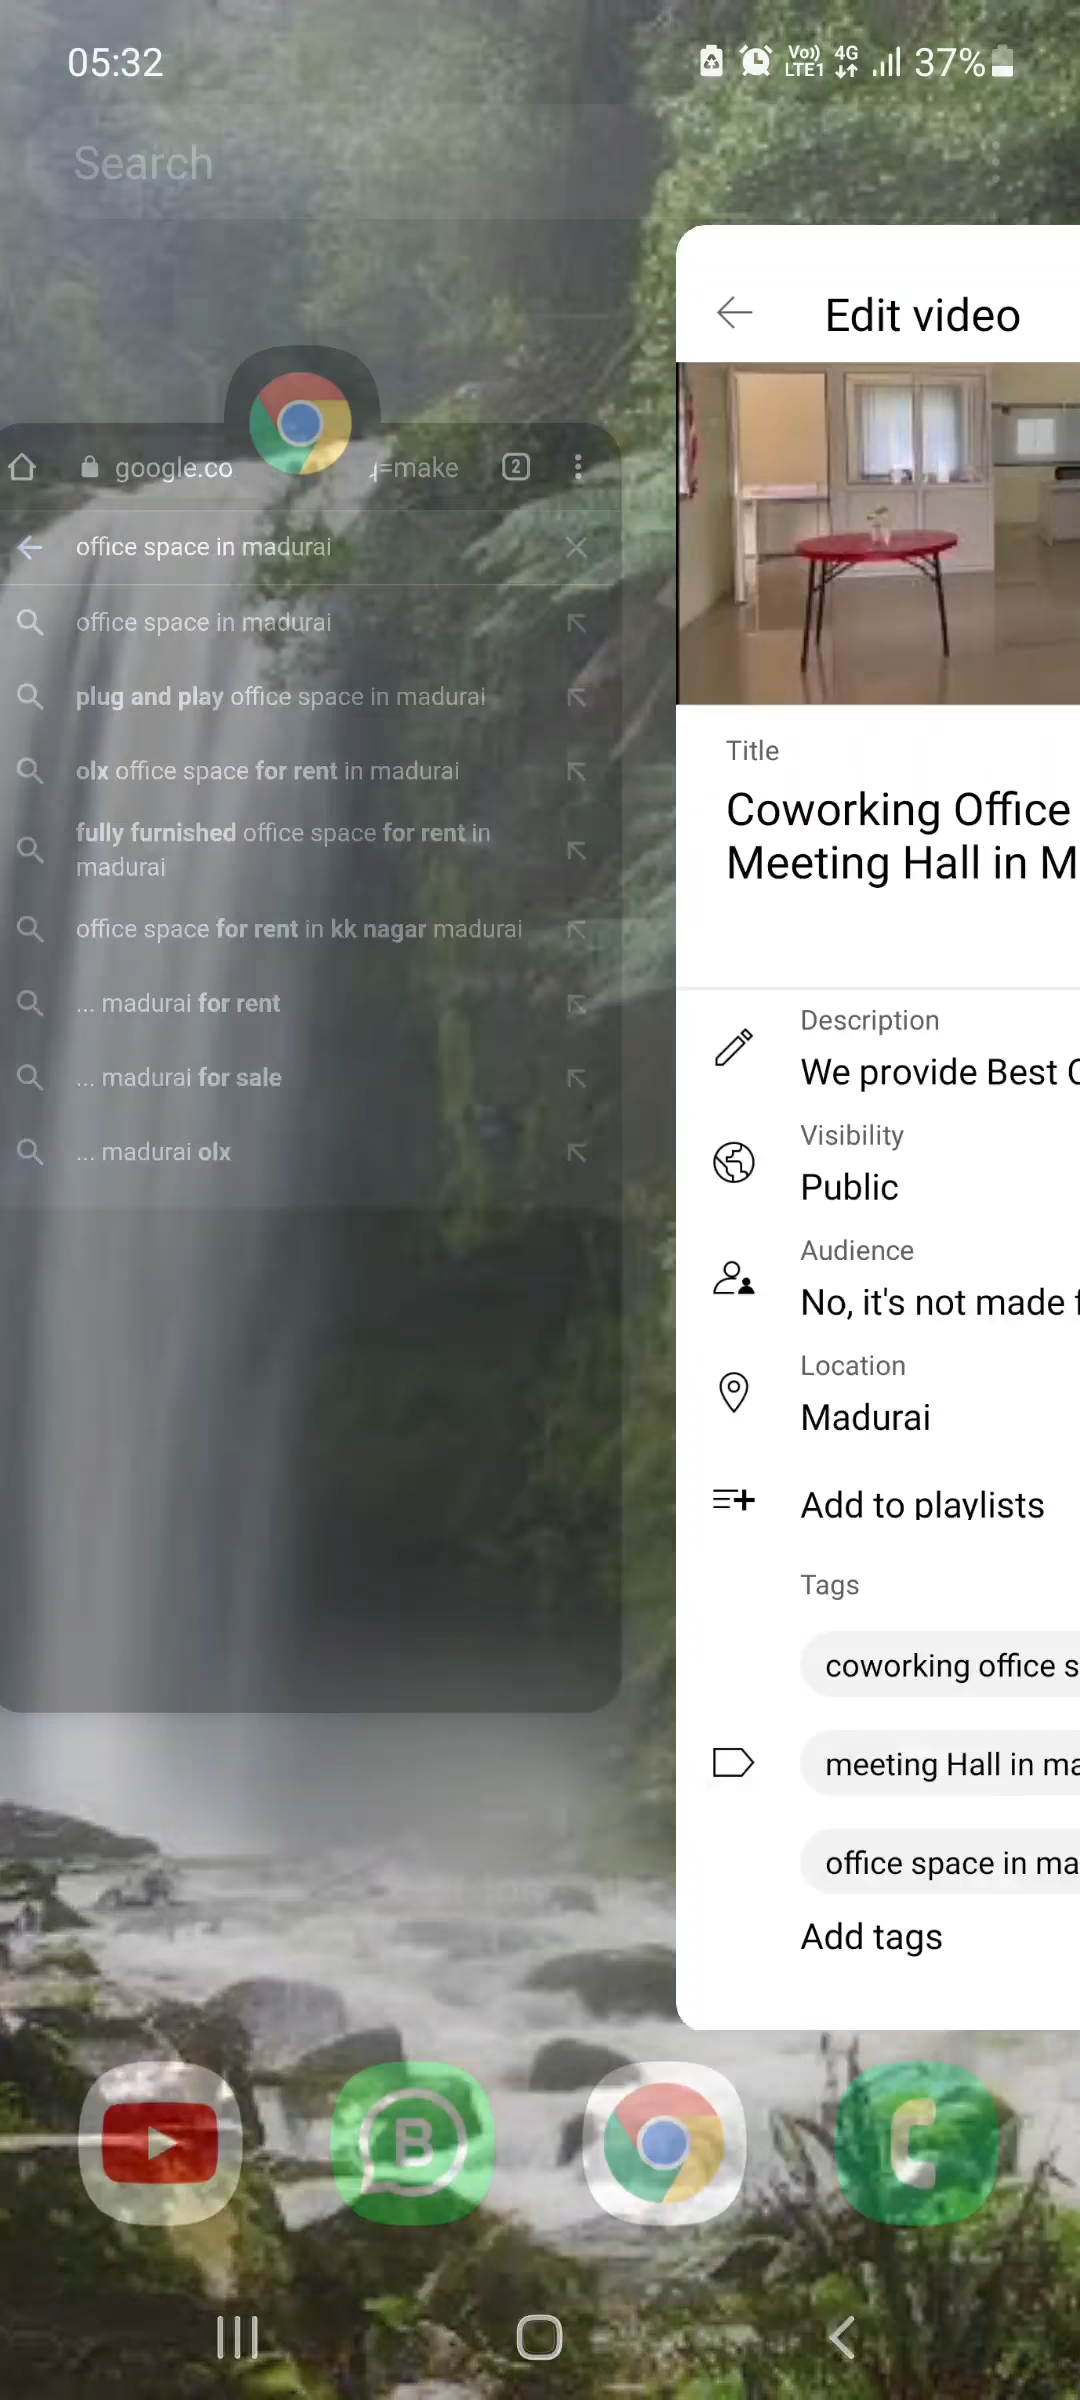 05:32
Vo)) LTE1 4G 37%
Search
google.co
=make
2
office space in madurai
office space in madurai
plug and play office space in madurai
olx office space for rent in madurai
fully furnished office space for rent in
madurai
office space for rent in kk nagar madurai
... madurai for rent
... madurai for sale
... madurai olx
Edit video
Title
Coworking Office
Meeting Hall in M
Description
We provide Best
Visibility
Public
Audience
No, it's not made
Location
Madurai
Add to playlists
Tags
coworking office s
meeting Hall in ma
office space in ma
Add tags
B